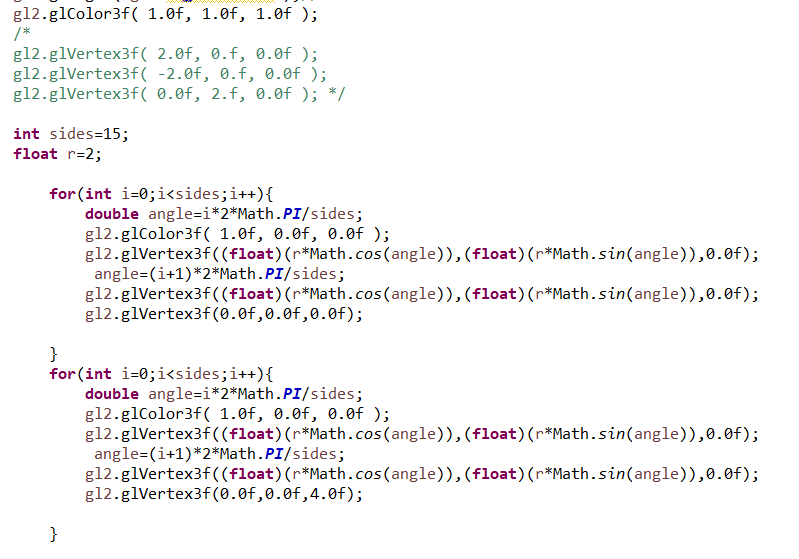 gl2.glColor3f( 1.0f, 1.0f, 1.0f );
/*
gl2.glVertex3f( 2.0f, 0.f, 0.0f );
gl2.glVertex3f( -2.0f, 0.f, 0.0f );
gl2.glVertex3f( 0.0f, 2.f, 0.0f ); */
int sides=15;
float r=2;
for(int i=0;i<sides;i++){
double angle=i*2*Math.PI/sides;
gl2.glColor3f( 1.0f, 0.0f, 0.0f );
gl2.glVertex3f((float)(r*Math.cos(angle)),(float)(r*Math.sin(angle)),0.0f);
angle=(i+1)*2*Math.PI/sides;
gl2.glVertex3f((float)(r*Math.cos(angle)),(float)(r*Math.sin(angle)),0.0f);
gl2.glVertex3f(0.0f,0.0f,0.0f);
}
for(int i=0;i<sides;i++){
double angle=i*2*Math.PI/sides;
gl2.glColor3f( 1.0f, 0.0f, 0.0f );
gl2.glVertex3f((float)(r*Math.cos(angle)),(float)(r*Math.sin(angle)),0.0f);
angle=(i+1)*2*Math.PI/sides;
gl2.glVertex3f((float)(r*Math.cos(angle)),(float)(r*Math.sin(angle)),0.0f);
gl2.glVertex3f(0.0f,0.0f,4.0f);
}